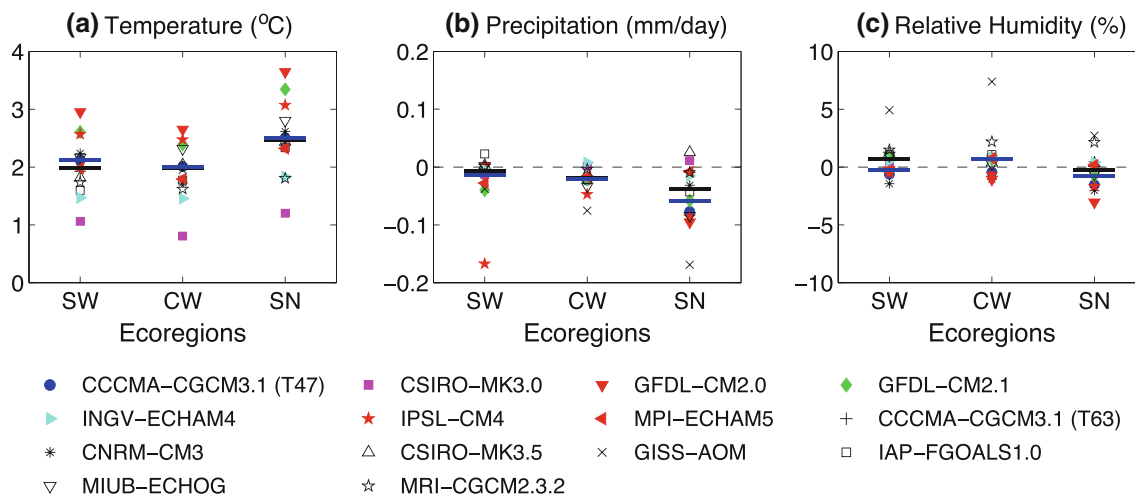 (a) Temperature (ºC)
(b) Precipitation (mm/day)
(c) Relative Humidity (%)
4
3
2
1
0
SW CW SN
Ecoregions
0.2
0.1
0
−0.1
−0.2
SW CW SN
Ecoregions
10
5
0
−5
−10
SW CW SN
Ecoregions
CCCMA−CGCM3.1 (T47)
CSIRO−MK3.0
GFDL−CM2.0
GFDL−CM2.1
INGV−ECHAM4
IPSL−CM4
MPI−ECHAM5
CCCMA−CGCM3.1 (T63)
CNRM−CM3
CSIRO−MK3.5
GISS−AOM
IAP−FGOALS1.0
MIUB−ECHOG
MRI−CGCM2.3.2